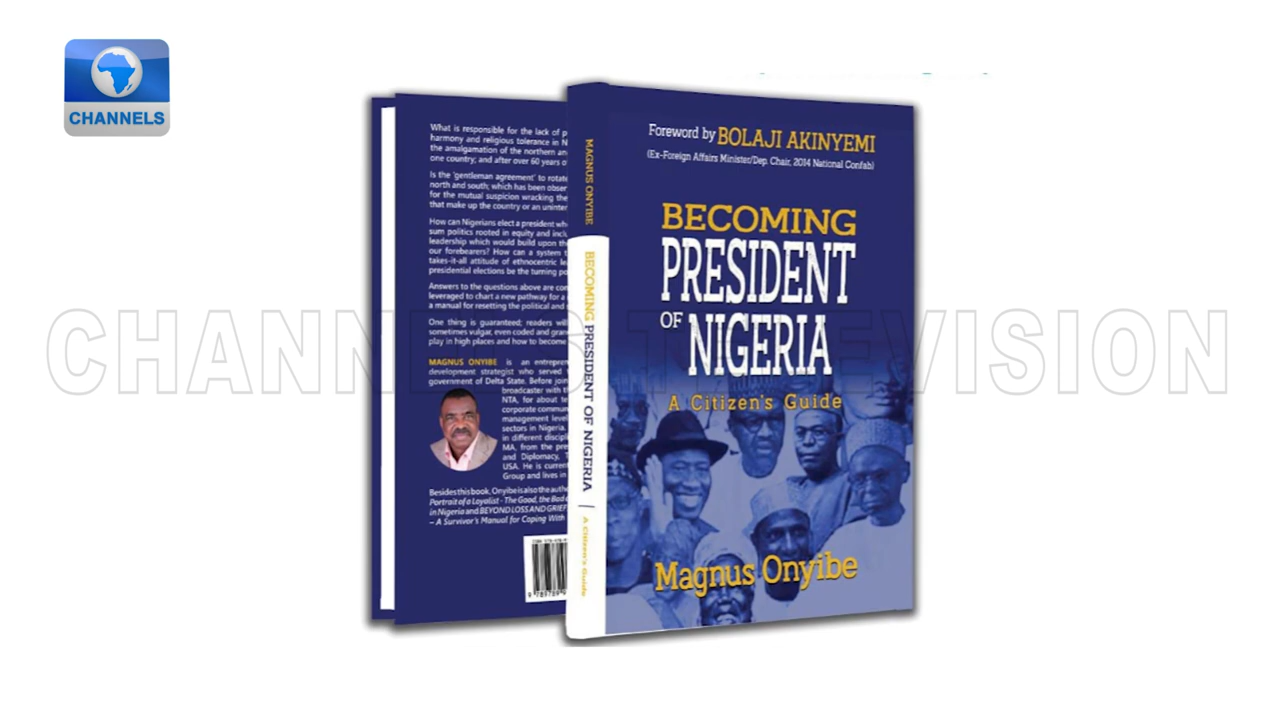 CHANNELS
What is responsible for the lack of p
harmony and religious tolerance in N
the amalgamation of the northern an
one country; and after over 60 years o
Is the 'gentleman agreement' to rotate
north and south; which has been obser
for the mutual suspicion wracking the
that make up the country or an uninter
How can Nigerians elect a president wh
sum politics rooted in equity and incl
leadership which would build upon the
our forebearers? How can a system t
takes-it-all attitude of ethnocentric le
presidential elections be the turning po
Answers to the questions above are con
leveraged to chart a new pathway for a
a manual for resetting the political and
One thing is guaranteed; readers wil
sometimes vulgar, even coded and gran
play in high places and how to become
MAGNUS ONYIBE is an entrepren
development strategist who served
government of Delta State. Before join
broadcaster with th
NTA, for about te
corporate commun
management level
sectors in Nigeria.
in different discipl
MA, from the pre
and Diplomacy, T
USA. He is current
Group and lives in
Besides this book, Onyibe is also the autho
Portrait of a Loyalist - The Good, the Bad
in Nigeria and BEYOND LOSS AND GRIEF
– A Survivor's Manual for Coping With
MAGNUS ONYIBE
BECOMING PRESIDENT OF NIGERIA
A Citizen's Guide
Foreword by BOLAJI AKINYEMI
(Ex-Foreign Affairs Minister/Dep. Chair, 2014 National Confab)
BECOMING
PRESIDENT
OF NIGERIA
A Citizen's Guide
Magnus Onyibe
CHANNELS TELEVISION